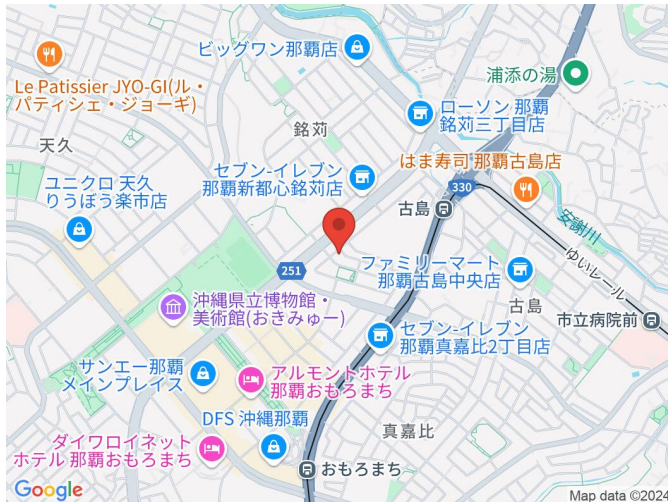 ビッグワン那覇店
浦添の湯
Le Patissier JYO-GI(ル・
パティシェ・ジョーギ)
ローソン 那覇
銘苅三丁目店
天久
銘苅
はま寿司 那覇古島店
セブン-イレブン
那覇新都心銘苅店
330
ユニクロ 天久
りうぼう楽市店
古島
安謝川
ゆいレール
251
ファミリーマート
那覇古島中央店
沖縄県立博物館・
美術館(おきみゅー)
古島
市立病院前
セブン-イレブン
那覇真嘉比2丁目店
サンエー那覇
メインプレイス
アルモントホテル
那覇おもろまち
DFS 沖縄那覇
真嘉比
ダイワロイネット
ホテル 那覇おもろまち
おもろまち
Google
Map data ©2024